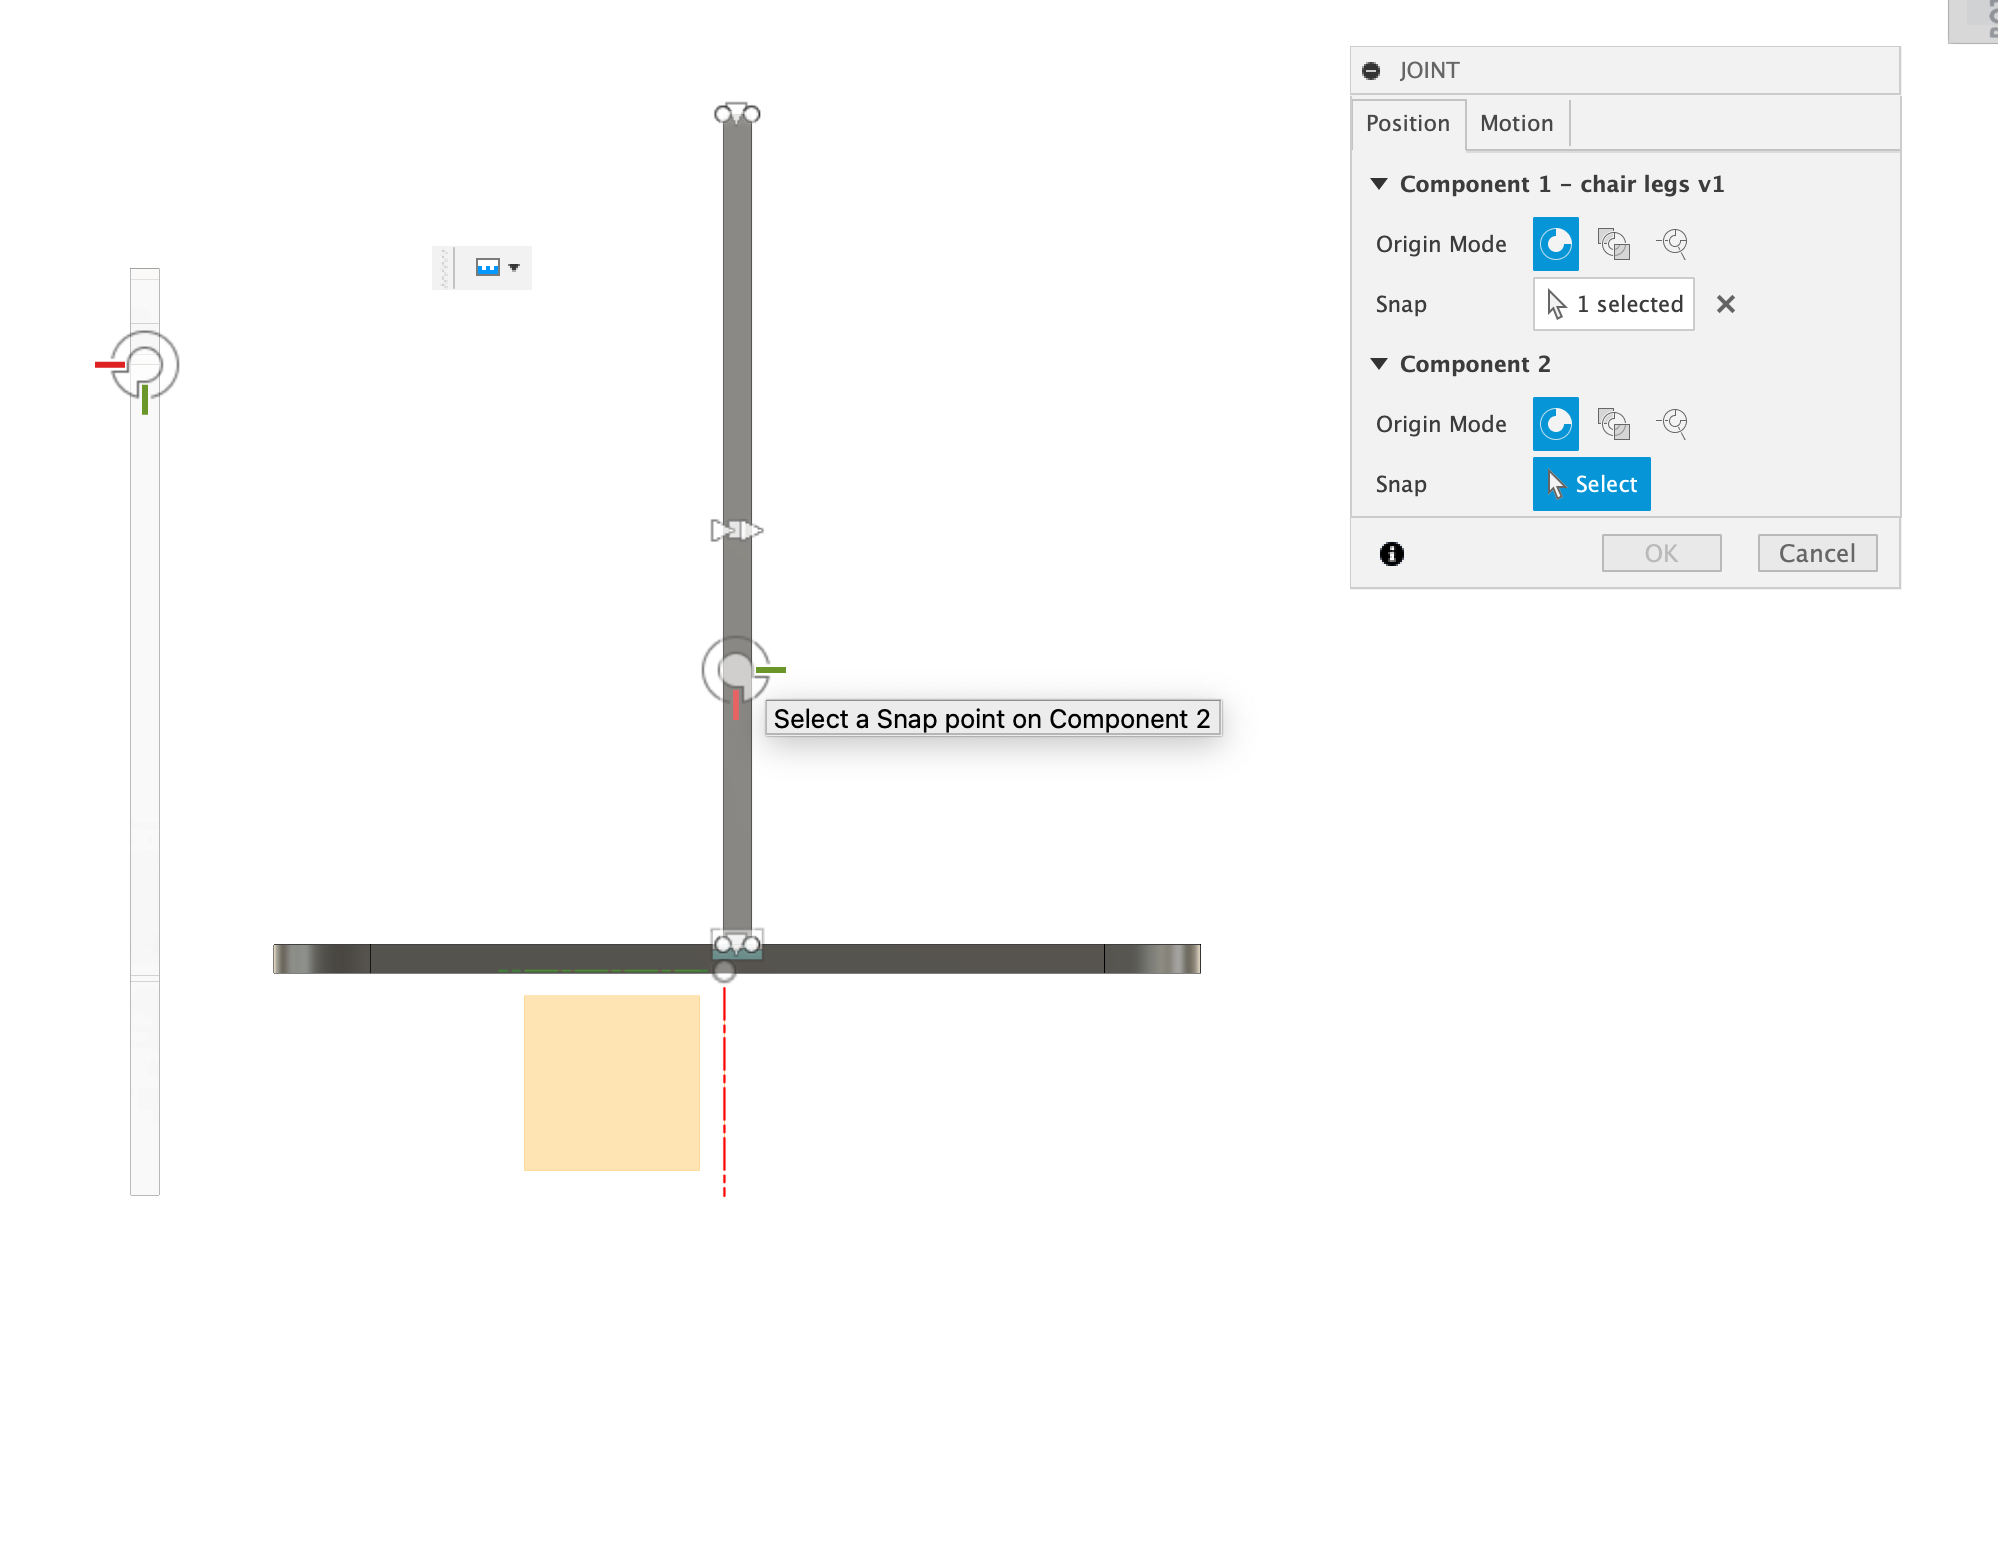 JOINT
Position Motion
Component 1 - chair legs v1
Origin Mode
Snap 1 selected
Component 2
Origin Mode
Snap Select
OK Cancel
Select a Snap point on Component 2